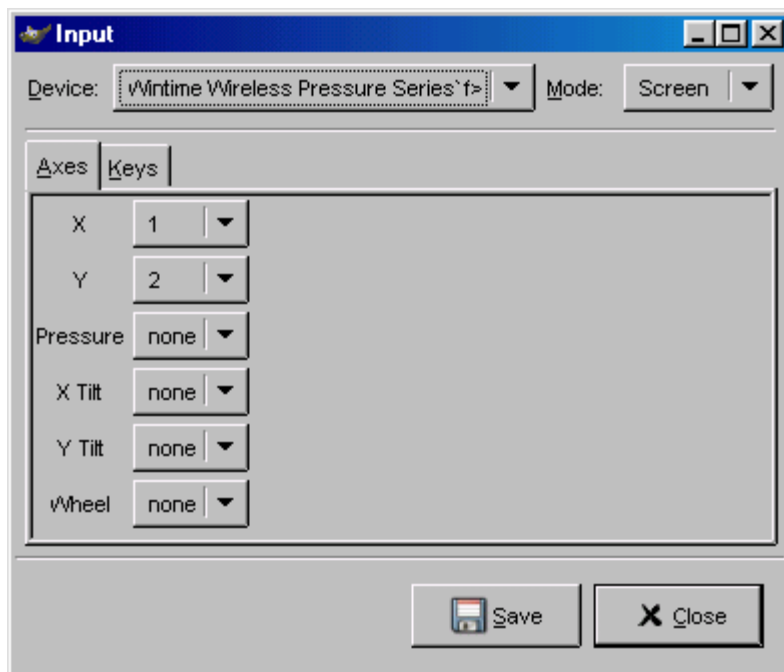 Input
Device: Wintime Wireless Pressure Series`f> Mode: Screen
Axes Keys
X 1
Y 2
Pressure none
X Tilt none
Y Tilt none
Wheel none
Save Close